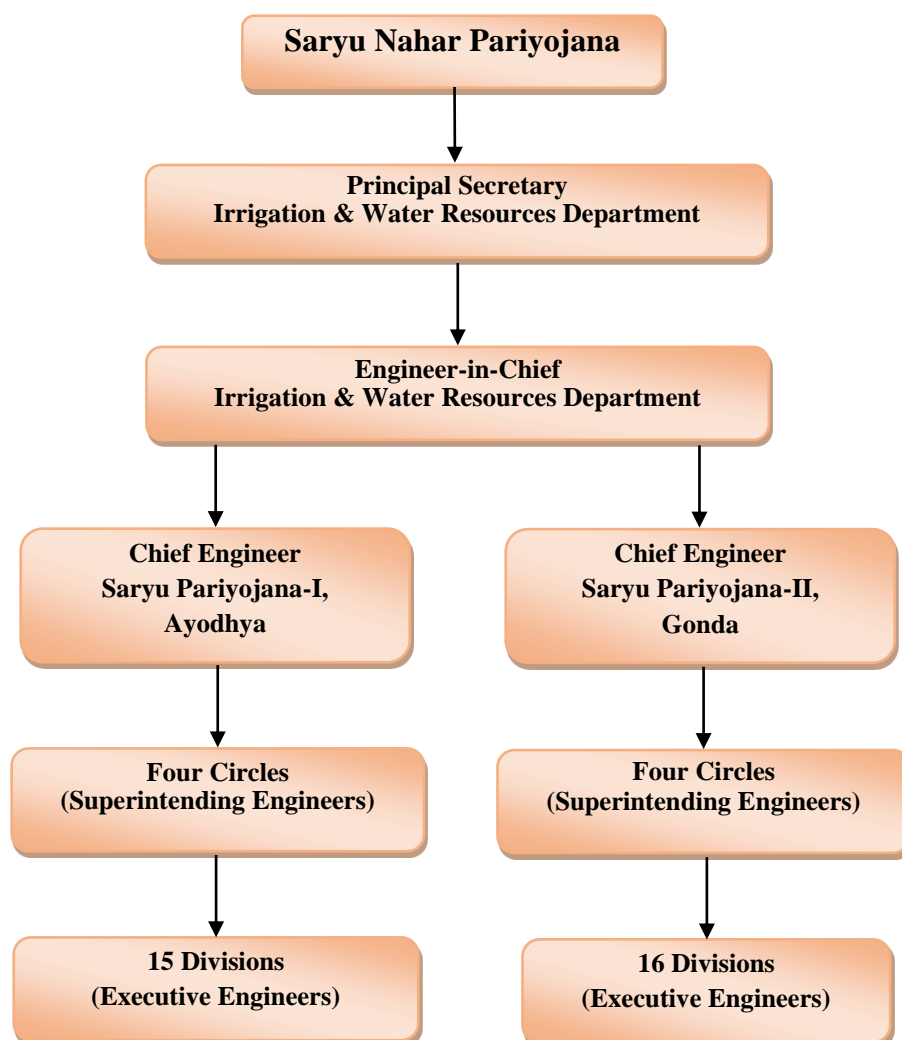 Saryu Nahar Pariyojana
Principal Secretary
Irrigation & Water Resources Department
Engineer-in-Chief
Irrigation & Water Resources Department
Chief Engineer
Saryu Pariyojana-I,
Ayodhya
Chief Engineer
Saryu Pariyojana-II,
Gonda
Four Circles
(Superintending Engineers)
Four Circles
(Superintending Engineers)
15 Divisions
(Executive Engineers)
16 Divisions
(Executive Engineers)